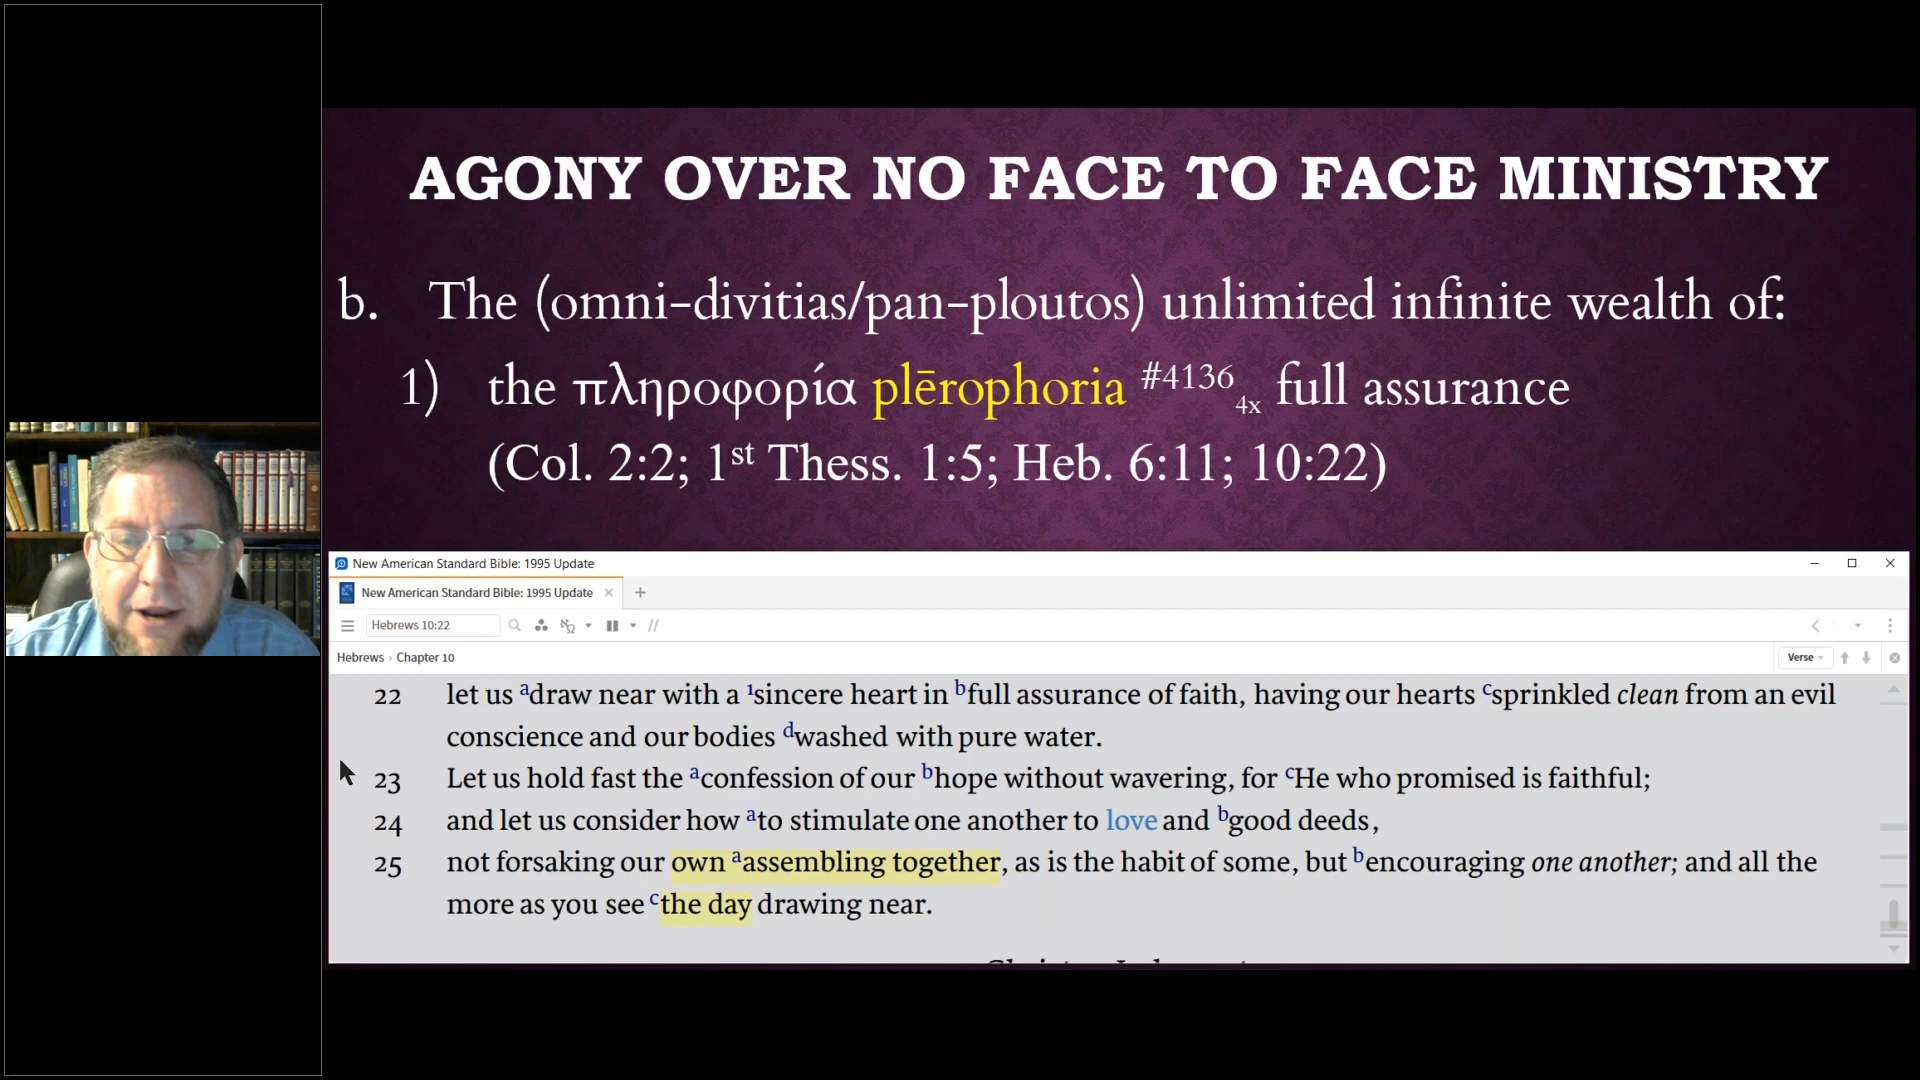 AGONY OVER NO FACE TO FACE MINISTRY
b. The (omni-divitias/pan-ploutos) unlimited infinite wealth of:
1) the πληροφορία plērophoria #4136 4x full assurance
(Col. 2:2; 1st Thess. 1:5; Heb. 6:11; 10:22)
New American Standard Bible: 1995 Update
New American Standard Bible: 1995 Update
Hebrews 10:22
Hebrews › Chapter 10
Verse
22 let us adraw near with a 1sincere heart in bfull assurance of faith, having our hearts csprinkled clean from an evil
conscience and our bodies dwashed with pure water.
23 Let us hold fast the aconfession of our bhope without wavering, for cHe who promised is faithful;
24 and let us consider how ato stimulate one another to love and bgood deeds,
25 not forsaking our own aassembling together, as is the habit of some, but bencouraging one another; and all the
more as you see cthe day drawing near.